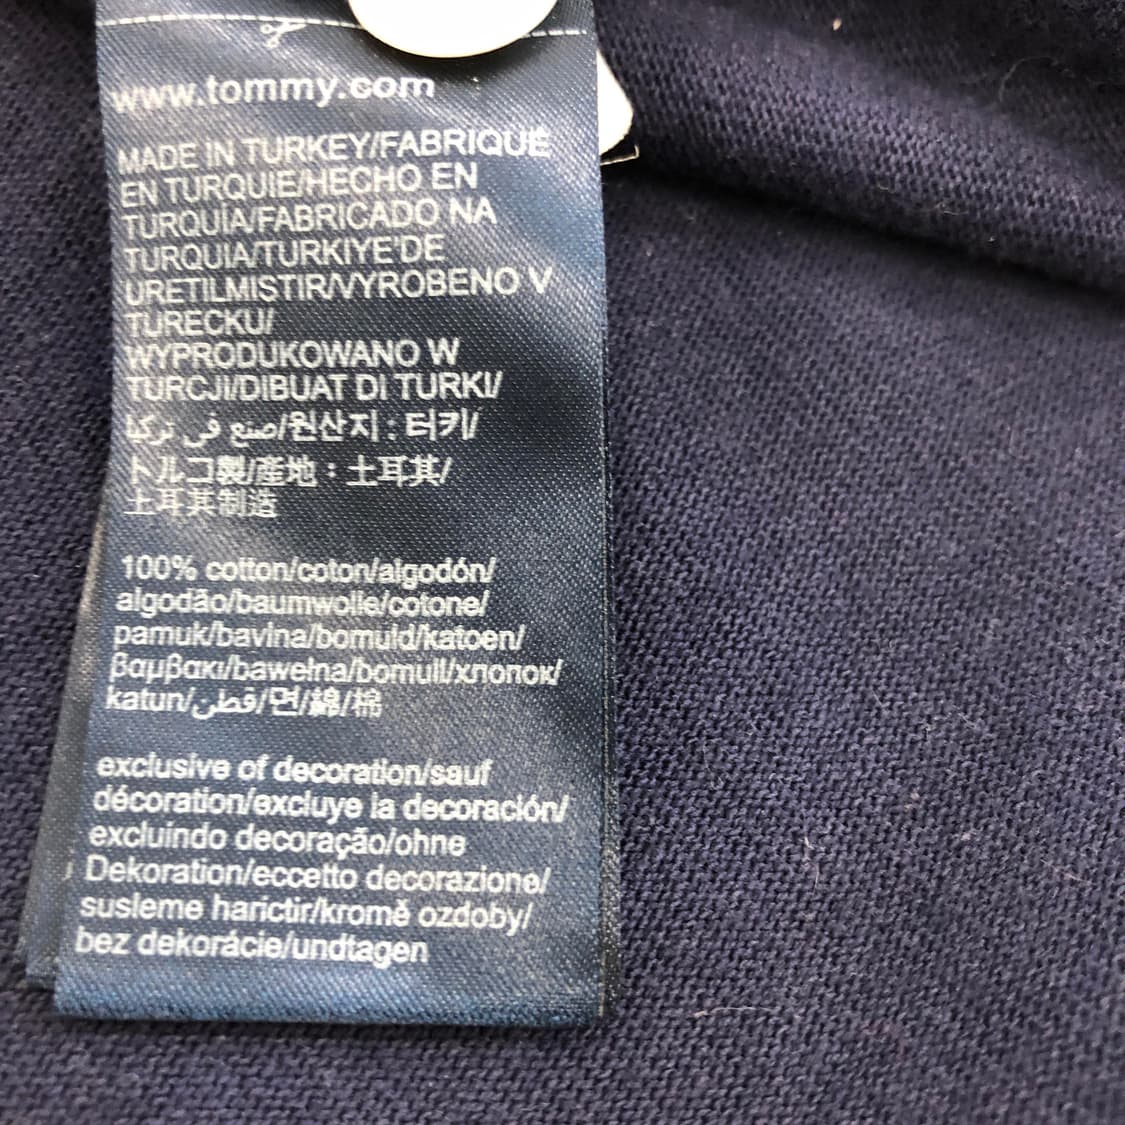 www.tommy.com
MADE IN TURKEY/FABRIQUÉ
EN TURQUIE/HECHO EN
TURQUÍA/FABRICADO NA
TURQUIA/TURKIYE'DE
URETILMISTIR/VYROBENO V
TURECKU/
WYPRODUKOWANO W
TURCJI/DIBUAT DI TURKI/
صنع في تركيا/원산지 : 터키/
トルコ製/産地：土耳其/
土耳其制造
100% cotton/coton/algodón/
algodão/baumwolle/cotone/
pamuk/bavlna/bomuld/katoen/
βαμβακι/bawełna/bomull/хлопок/
katun/قطن/면/綿/棉
exclusive of decoration/sauf
décoration/excluye la decoración/
excluindo decoração/ohne
Dekoration/eccetto decorazione/
susleme harictir/kromě ozdoby/
bez dekorácie/undtagen